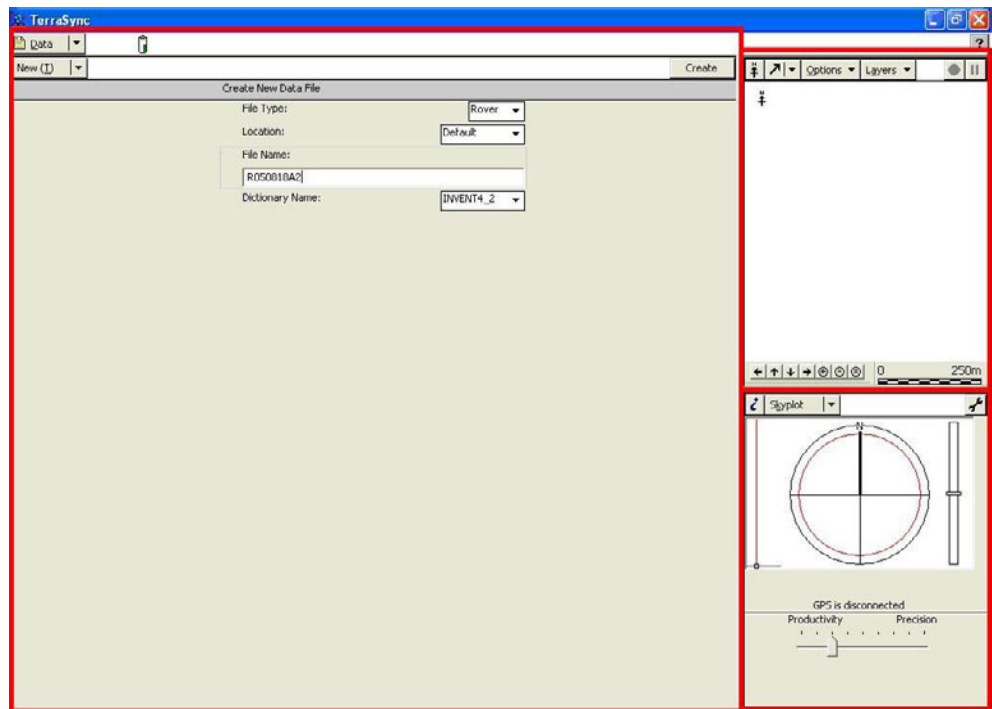 TerraSync
Data
?
New (T)
Create
Create New Data File
File Type:
Rover
Location:
Default
File Name:
R050818A2
Dictionary Name:
INVENT4_2
Options
Layers
0
250m
Skyplot
N
GPS is disconnected
Productivity
Precision